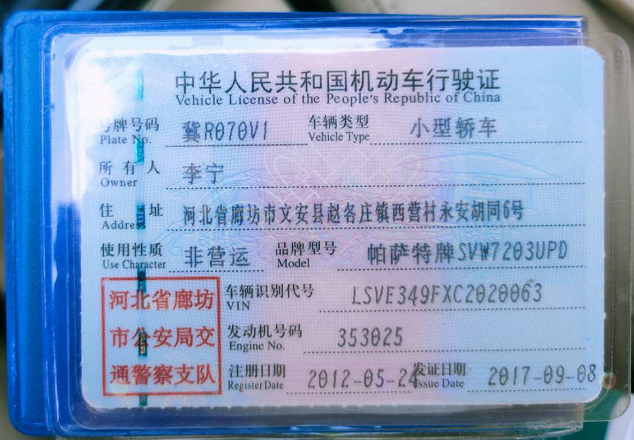 中华人民共和国机动车行驶证
Vehicle License of the People's Republic of China
号牌号码 冀R070V1 车辆类型 小型轿车
Plate No. Vehicle Type
所有人 李宁
Owner
住址 河北省廊坊市文安县赵各庄镇西营村永安胡同6号
Address
使用性质 非营运 品牌型号 帕萨特牌SVW7203UPD
Use Character Model
河北省廊坊 车辆识别代号 LSVE349FXC2020063
VIN
市公安局交 发动机号码 353025
Engine No.
通警察支队 注册日期 2012-05-24 发证日期 2017-09-08
Register Date Issue Date